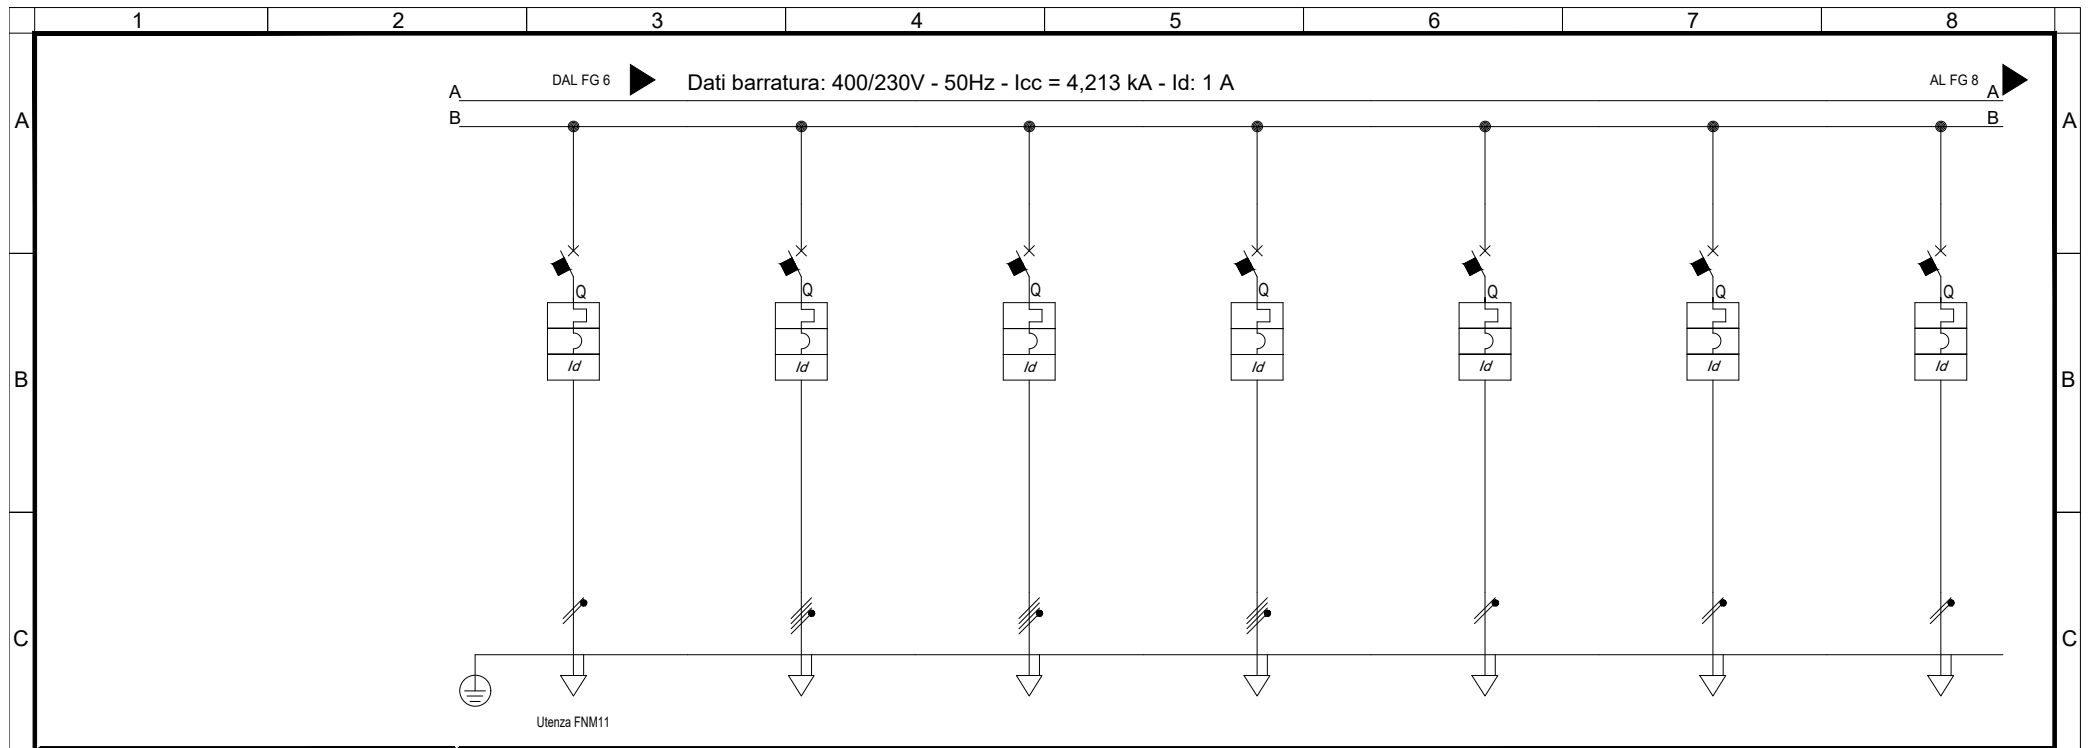 1 2 3 4 5 6 7 8
DAL FG 6 Dati barratura: 400/230V - 50Hz - Icc = 4,213 kA - Id: 1 A AL FG 8
A A
B B
A A
Q Q Q Q Q Q Q
Id Id Id Id Id Id Id
B B
C C
Utenza FNM11